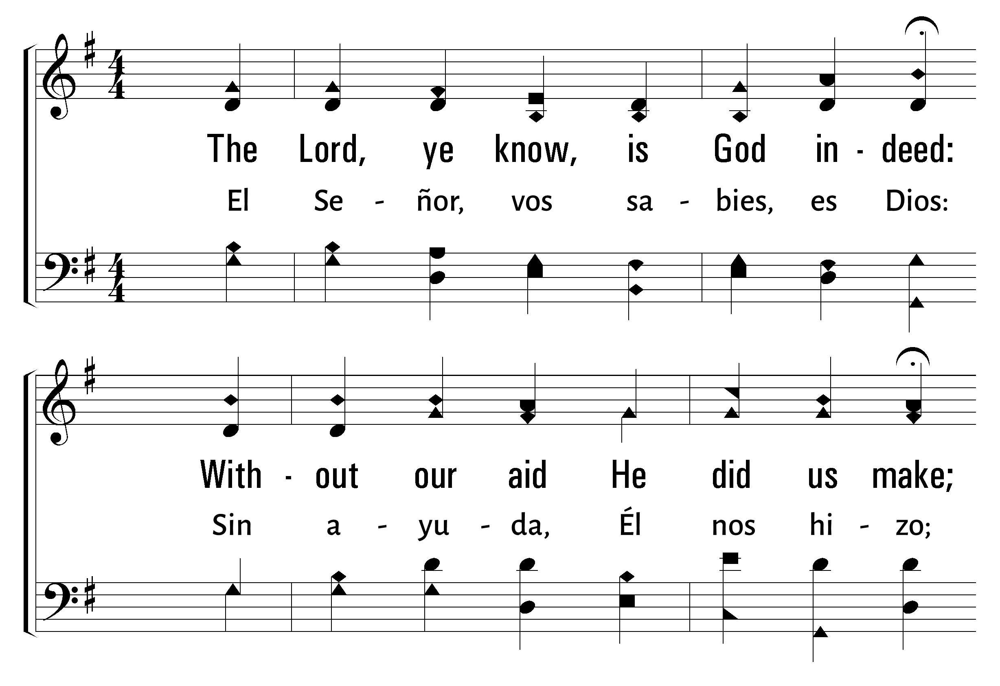 The Lord, ye know, is God in - deed:
El Se - ñor, vos sa - bies, es Dios:
With - out our aid He did us make;
Sin a - yu - da, Él nos hi - zo;